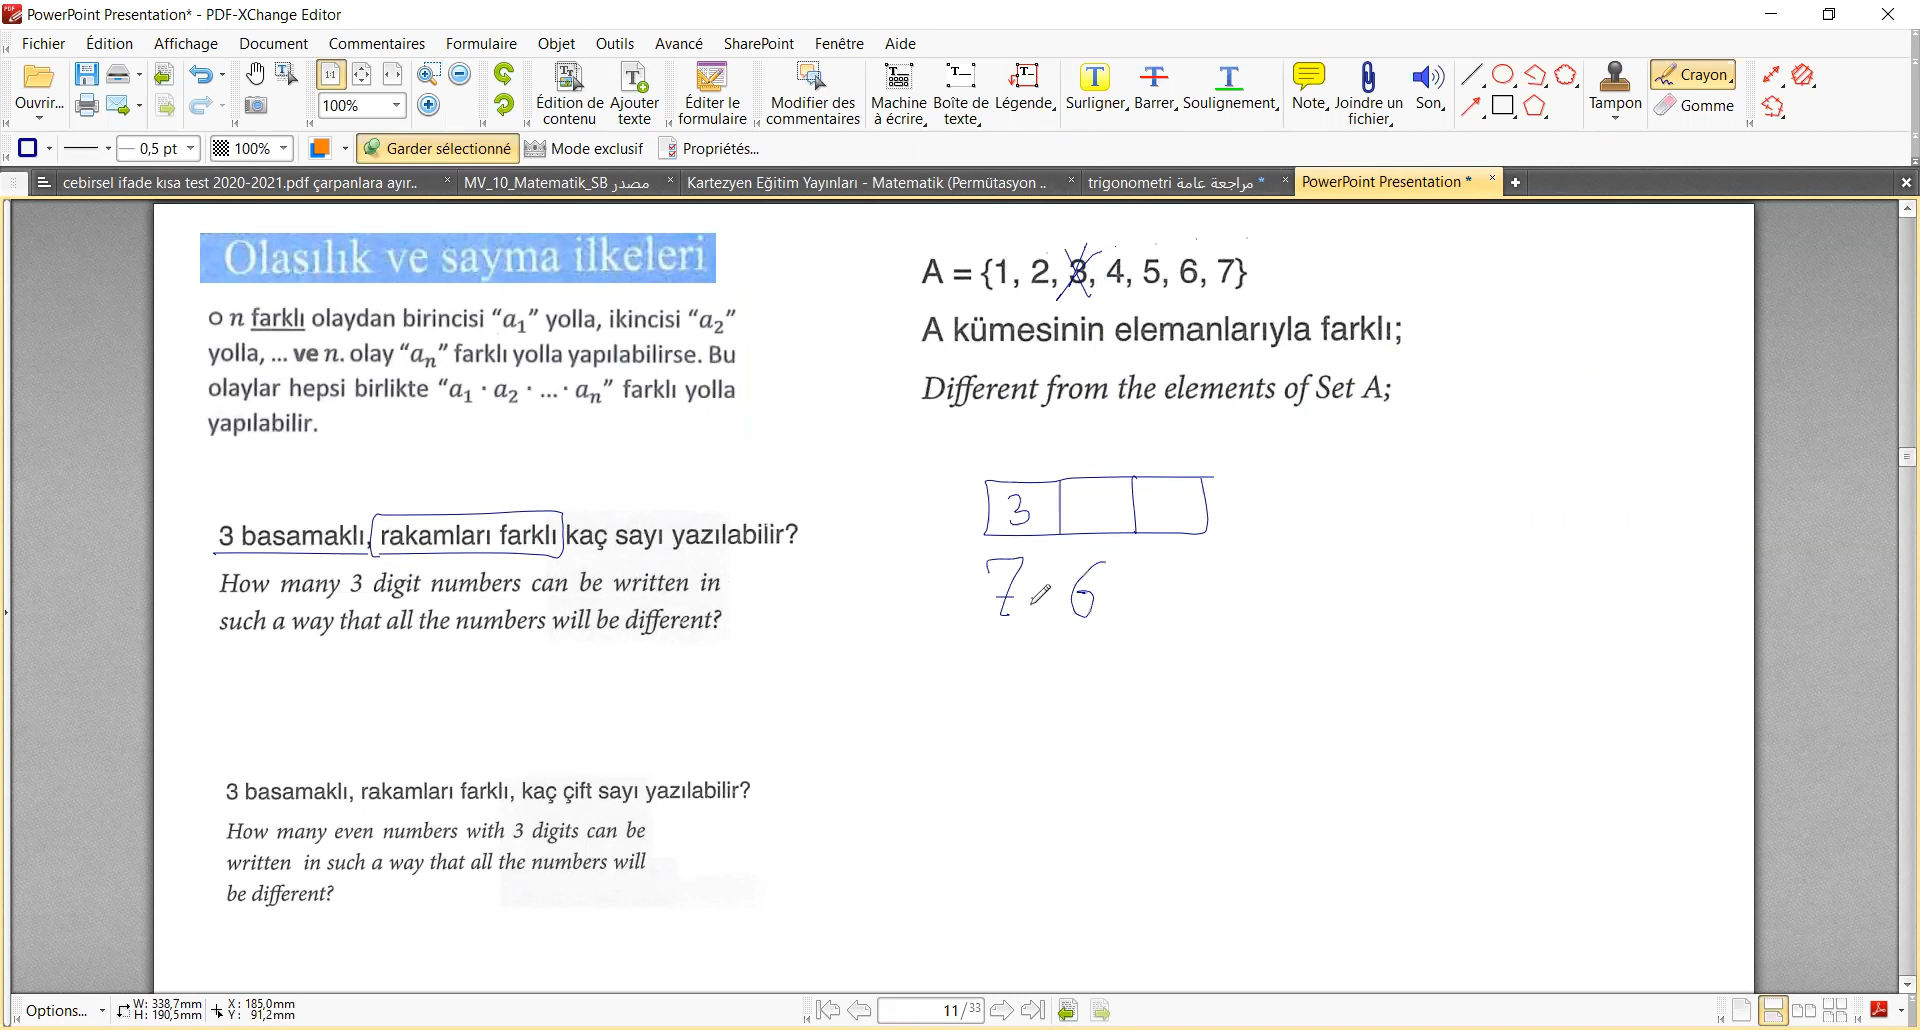 PowerPoint Presentation* - PDF-XChange Editor
Fichier Édition Affichage Document Commentaires Formulaire Objet Outils Avancé SharePoint Fenêtre Aide
Ouvrir...
100%
Édition de contenu
Ajouter texte
Éditer le formulaire
Modifier des commentaires
Machine à écrire
Boîte de texte
Légende
Surligner
Barrer
Soulignement
Note
Joindre un fichier
Son
Tampon
Crayon
Gomme
0,5 pt 100% Garder sélectionné Mode exclusif Propriétés...
cebirsel ifade kısa test 2020-2021.pdf çarpanlara ayır.. MV_10_Matematik_SB مصدر Kartezyen Eğitim Yayınları - Matematik (Permütasyon .. trigonometri مراجعة عامة * PowerPoint Presentation *
Olasılık ve sayma ilkeleri
○ n farklı olaydan birincisi “a₁” yolla, ikincisi “a₂”
yolla, ... ve n. olay “aₙ” farklı yolla yapılabilirse. Bu
olaylar hepsi birlikte “a₁ · a₂ · ... · aₙ” farklı yolla
yapılabilir.
3 basamaklı, rakamları farklı kaç sayı yazılabilir?
How many 3 digit numbers can be written in
such a way that all the numbers will be different?
3 basamaklı, rakamları farklı, kaç çift sayı yazılabilir?
How many even numbers with 3 digits can be
written in such a way that all the numbers will
be different?
A = {1, 2, 3, 4, 5, 6, 7}
A kümesinin elemanlarıyla farklı;
Different from the elements of Set A;
3
7 · 6
Options... W: 338,7mm X: 185,0mm 11 / 33
H: 190,5mm Y: 91,2mm